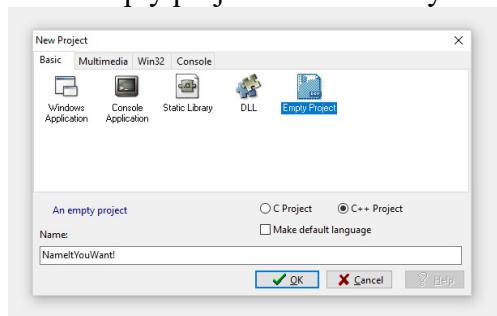 New Project
Basic Multimedia Win32 Console
Windows Application
Console Application
Static Library
DLL
Empty Project
An empty project
C Project C++ Project
Name:
Make default language
NameItYouWant!
OK Cancel Help